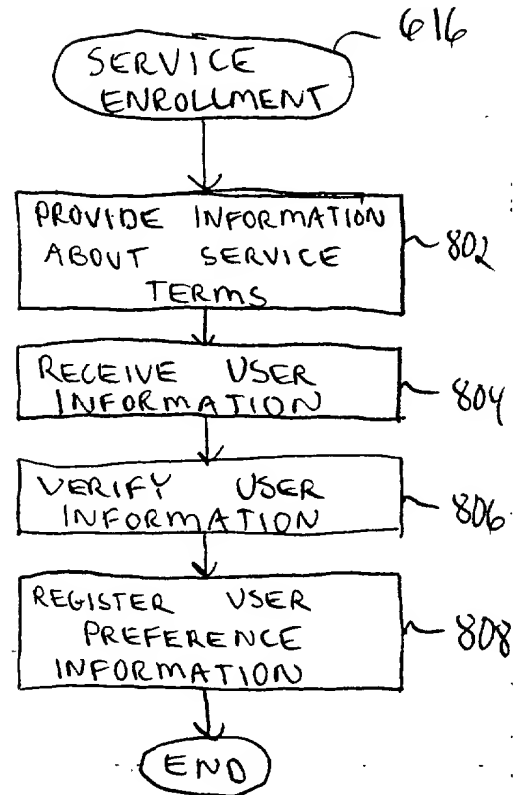 616
SERVICE
ENROLLMENT
PROVIDE INFORMATION
ABOUT SERVICE
TERMS
802
RECEIVE USER
INFORMATION
804
VERIFY USER
INFORMATION
806
REGISTER USER
PREFERENCE
INFORMATION
808
END